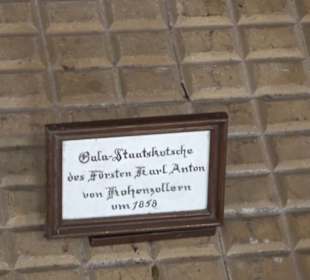 Gala-Staatskutsche
des Fürsten Karl Anton
von Hohenzollern
um 1858